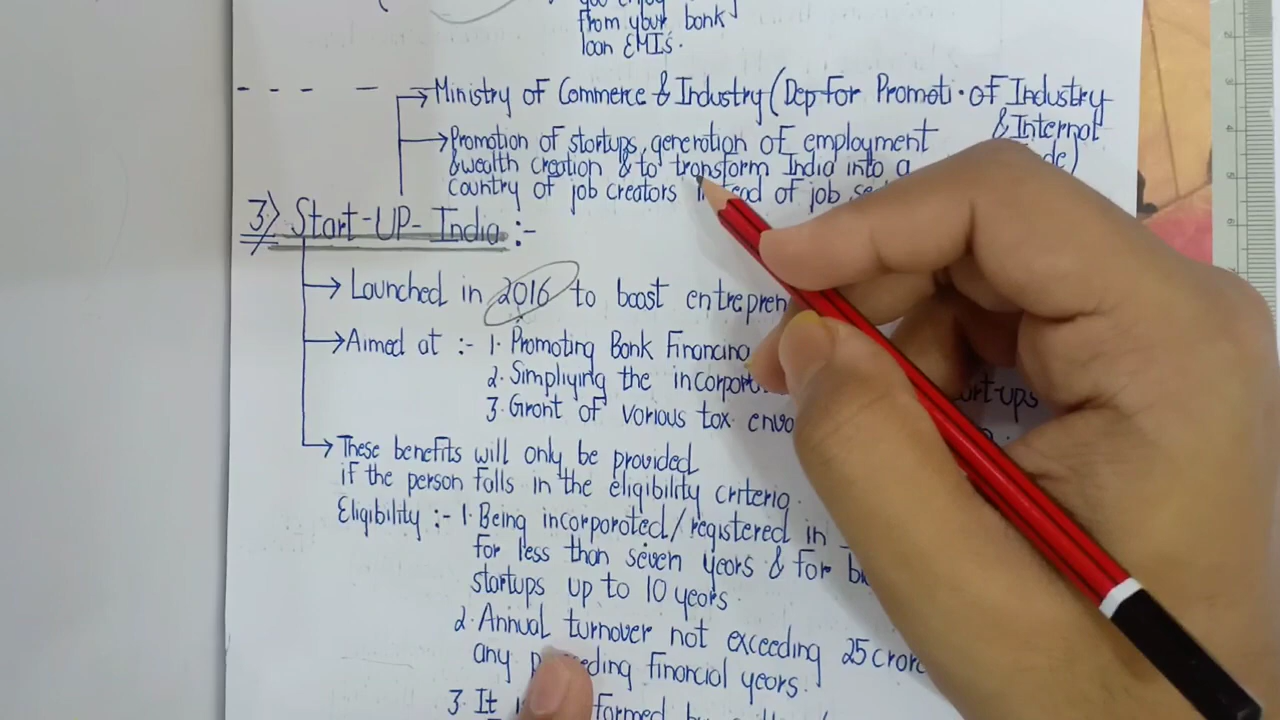 from your bank
loan EMIs.
Ministry of Commerce & Industry (Dep for Promoti. of Industry
& Internal
Promotion of startups, generation of employment
& wealth creation & to transform India into a
country of job creators of job
3) Start-UP-India :-
Launched in 2016 to boost
Aimed at :- 1. Promoting Bank Financing
2. Simpliying the
3. Grant of various tax
These benefits will only be provided
if the person falls in the eligibility criteria.
Eligibility :- 1. Being incorporated/registered in
for less than seven years & for
startups up to 10 years.
2. Annual turnover not exceeding 25 crore
any financial years.
3. It